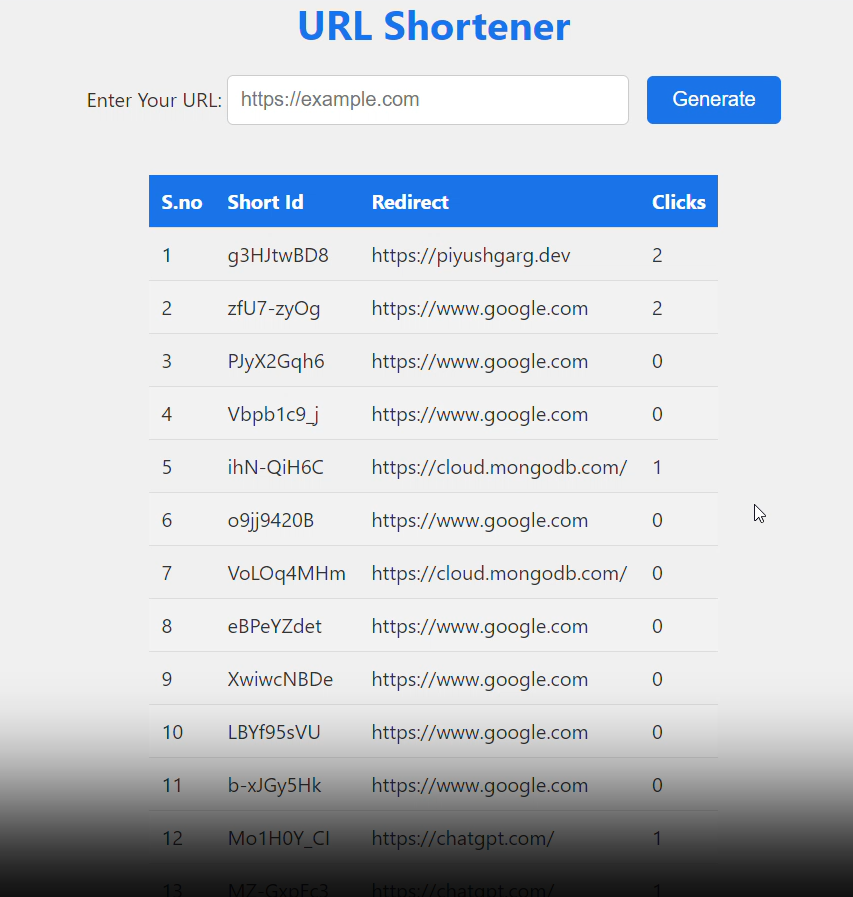 URL Shortener
Enter Your URL: https://example.com Generate
S.no Short Id Redirect Clicks
1 g3HJtwBD8 https://piyushgarg.dev 2
2 zfU7-zyOg https://www.google.com 2
3 PJyX2Gqh6 https://www.google.com 0
4 Vbpb1c9_j https://www.google.com 0
5 ihN-QiH6C https://cloud.mongodb.com/ 1
6 o9jj9420B https://www.google.com 0
7 VoLOq4MHm https://cloud.mongodb.com/ 0
8 eBPeYZdet https://www.google.com 0
9 XwiwcNBDe https://www.google.com 0
10 LBYf95sVU https://www.google.com 0
11 b-xJGy5Hk https://www.google.com 0
12 Mo1H0Y_CI https://chatgpt.com/ 1
13 MZ-GxpEc3 https://chatgpt.com/ 1